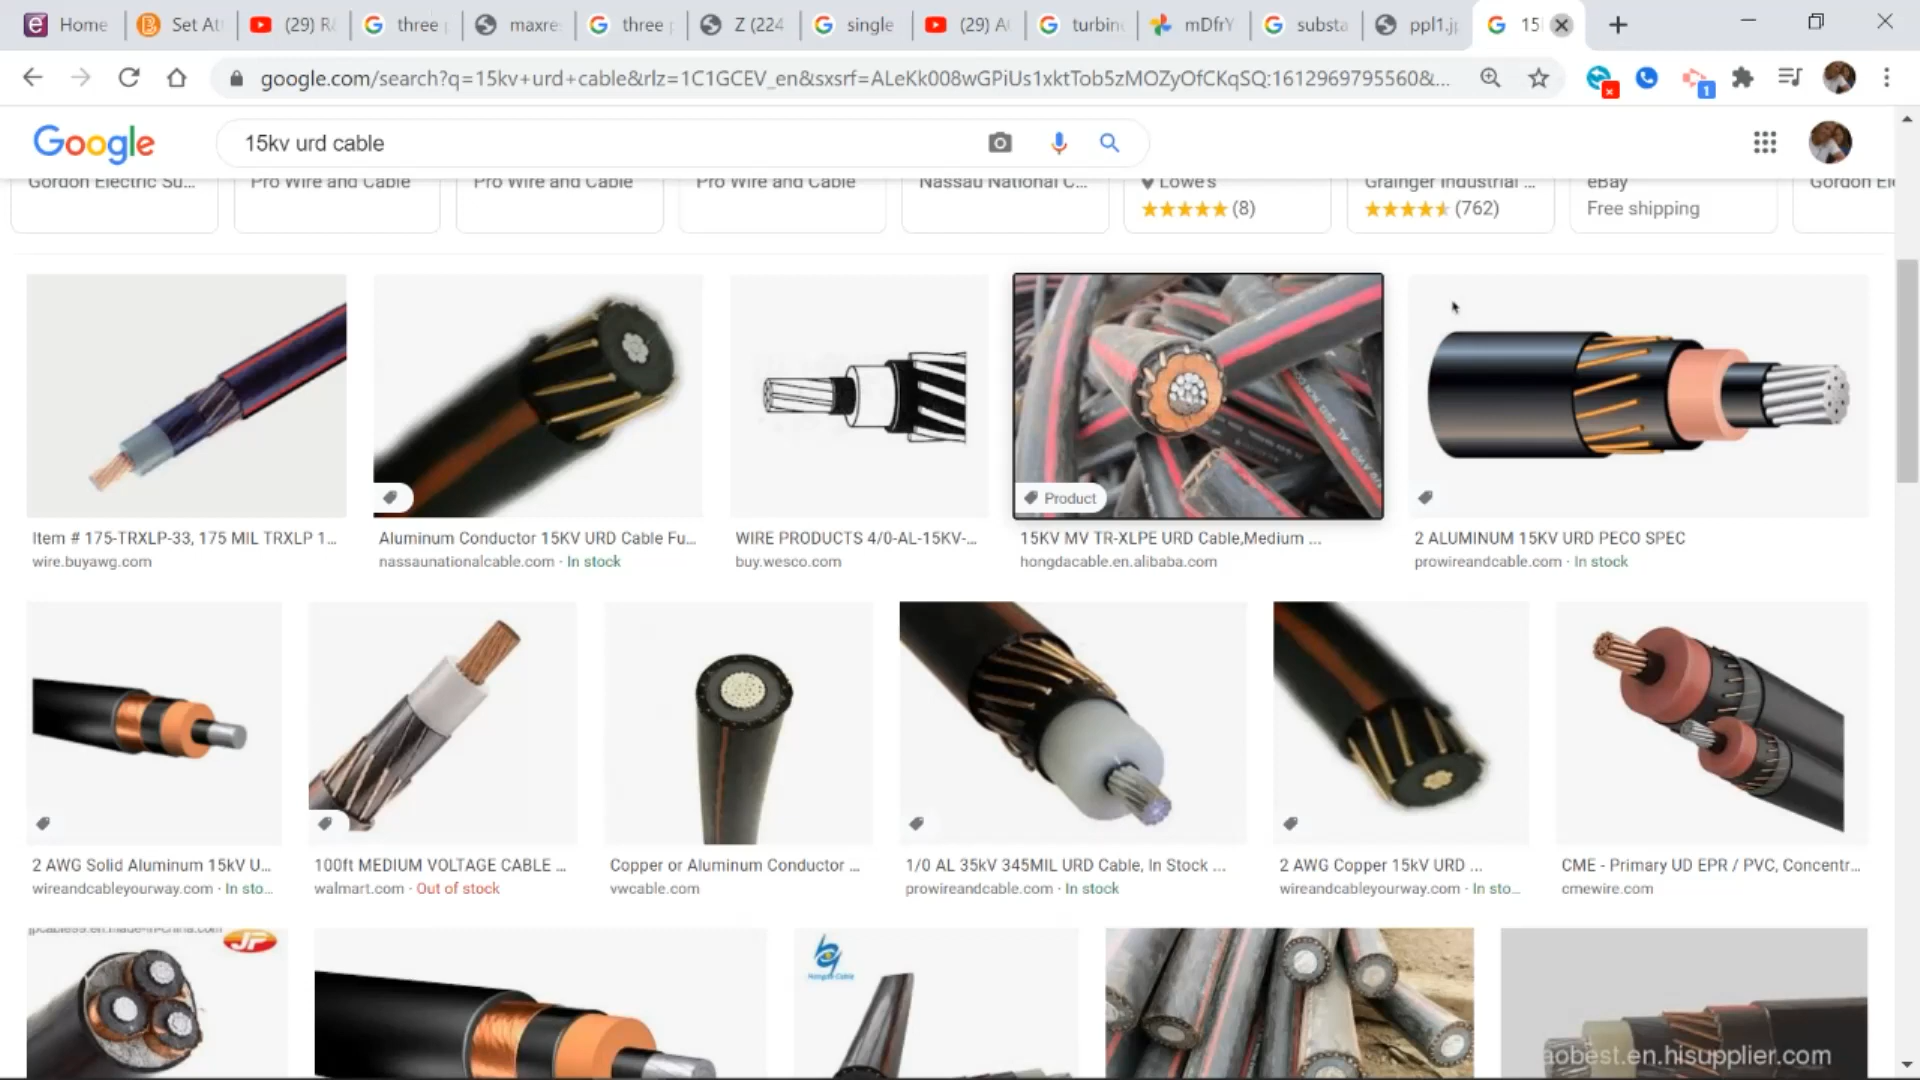 Home
Set At
(29) R
three p
maxre
three p
Z (224
single
(29) A
turbin
mDfrY
substa
ppl1.j
15
google.com/search?q=15kv+urd+cable&rlz=1C1GCEV_en&sxsrf=ALeKk008wGPiUs1xktTob5zMOZyOfCKqSQ:1612969795560&...
1
Google
15kv urd cable
Gordon Electric Su...
Pro Wire and Cable
Pro Wire and Cable
Pro Wire and Cable
Nassau National C...
Lowe's
Grainger Industrial ...
eBay
Gordon El
(8)
(762)
Free shipping
Product
Item # 175-TRXLP-33, 175 MIL TRXLP 1...
Aluminum Conductor 15KV URD Cable Fu...
WIRE PRODUCTS 4/0-AL-15KV-...
15KV MV TR-XLPE URD Cable,Medium ...
2 ALUMINUM 15KV URD PECO SPEC
wire.buyawg.com
nassaunationalcable.com · In stock
buy.wesco.com
hongdacable.en.alibaba.com
prowireandcable.com · In stock
2 AWG Solid Aluminum 15kV U...
100ft MEDIUM VOLTAGE CABLE ...
Copper or Aluminum Conductor ...
1/0 AL 35kV 345MIL URD Cable, In Stock ...
2 AWG Copper 15kV URD ...
CME - Primary UD EPR / PVC, Concentr...
wireandcableyourway.com · In sto...
walmart.com · Out of stock
vwcable.com
prowireandcable.com · In stock
wireandcableyourway.com · In sto...
cmewire.com
JP
Hongda Cable
aobest.en.hisupplier.com